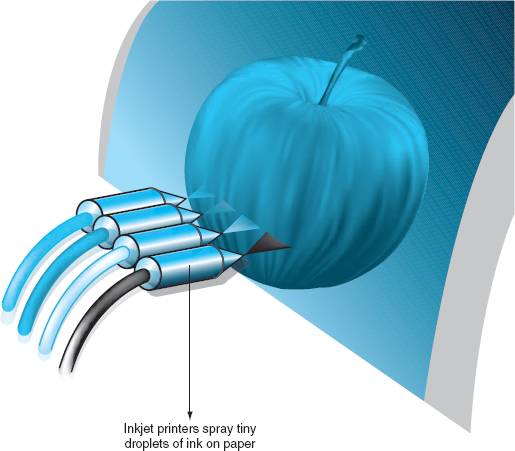 Inkjet printers spray tiny
droplets of ink on paper